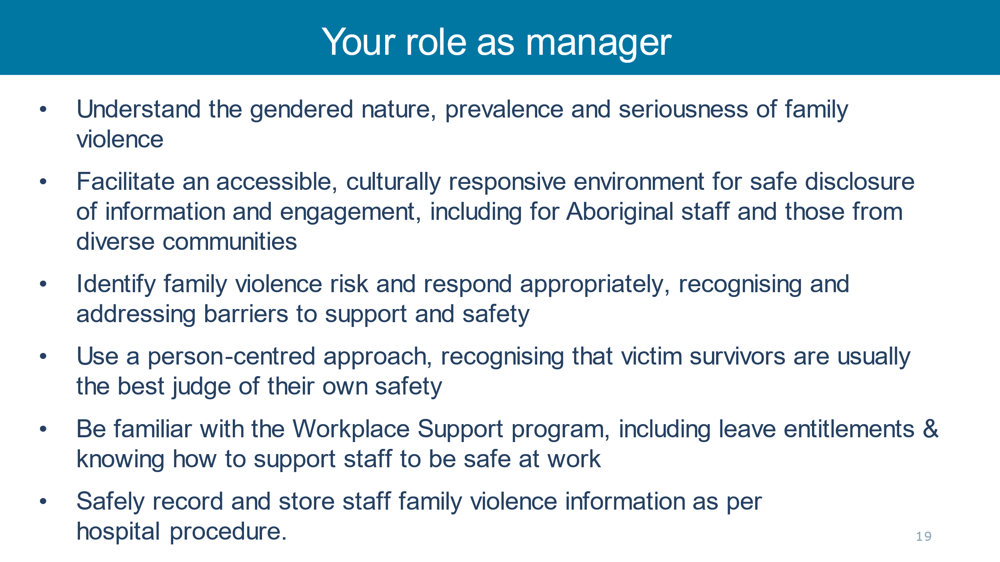 Your role as manager
• Understand the gendered nature, prevalence and seriousness of family
violence
• Facilitate an accessible, culturally responsive environment for safe disclosure
of information and engagement, including for Aboriginal staff and those from
diverse communities
• Identify family violence risk and respond appropriately, recognising and
addressing barriers to support and safety
• Use a person-centred approach, recognising that victim survivors are usually
the best judge of their own safety
• Be familiar with the Workplace Support program, including leave entitlements &
knowing how to support staff to be safe at work
• Safely record and store staff family violence information as per
hospital procedure.
19